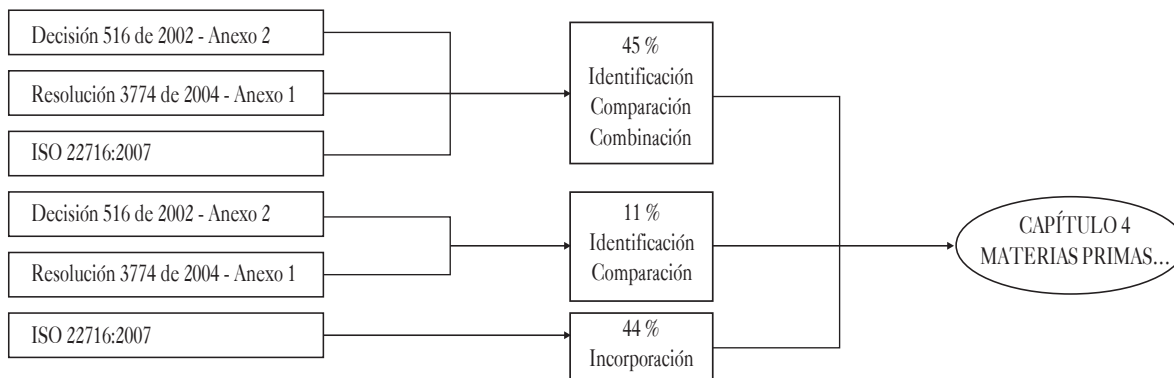 Decisión 516 de 2002 - Anexo 2
Resolución 3774 de 2004 - Anexo 1
ISO 22716:2007
45 %
Identificación
Comparación
Combinación
Decisión 516 de 2002 - Anexo 2
Resolución 3774 de 2004 - Anexo 1
11 %
Identificación
Comparación
ISO 22716:2007
44 %
Incorporación
CAPÍTULO 4
MATERIAS PRIMAS...